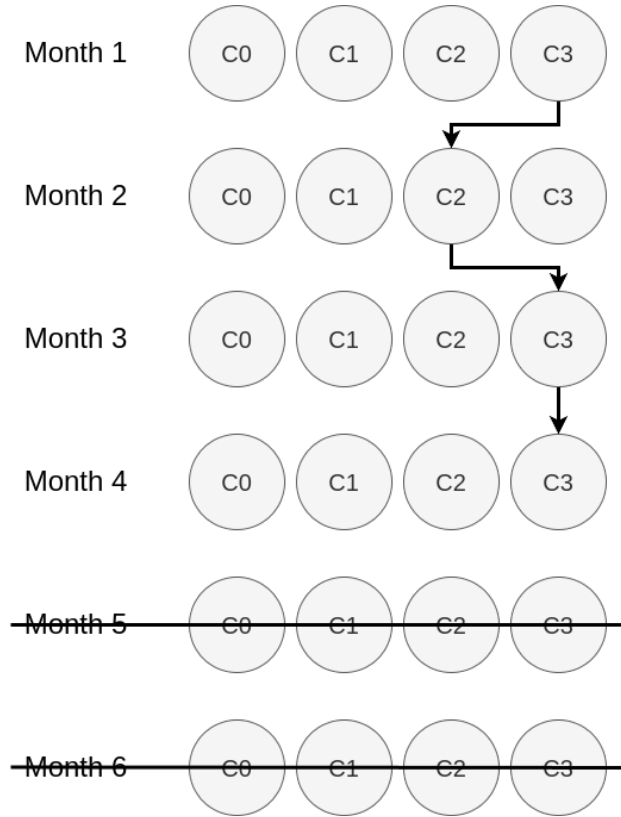 Month 1 C0 C1 C2 C3
Month 2 C0 C1 C2 C3
Month 3 C0 C1 C2 C3
Month 4 C0 C1 C2 C3
Month 5 C0 C1 C2 C3
Month 6 C0 C1 C2 C3